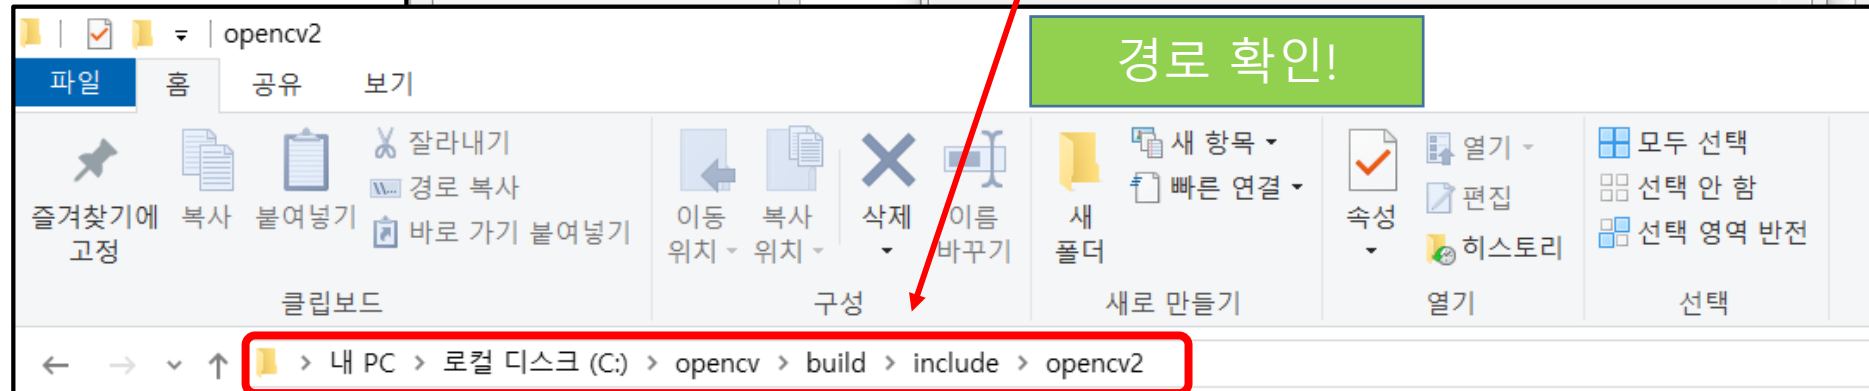 opencv2
경로 확인!
파일 홈 공유 보기
즐겨찾기에 고정
복사
붙여넣기
잘라내기
경로 복사
바로 가기 붙여넣기
클립보드
이동 위치
복사 위치
삭제
이름 바꾸기
구성
새 폴더
새 항목
빠른 연결
새로 만들기
속성
열기
편집
히스토리
열기
모두 선택
선택 안 함
선택 영역 반전
선택
> 내 PC > 로컬 디스크 (C:) > opencv > build > include > opencv2